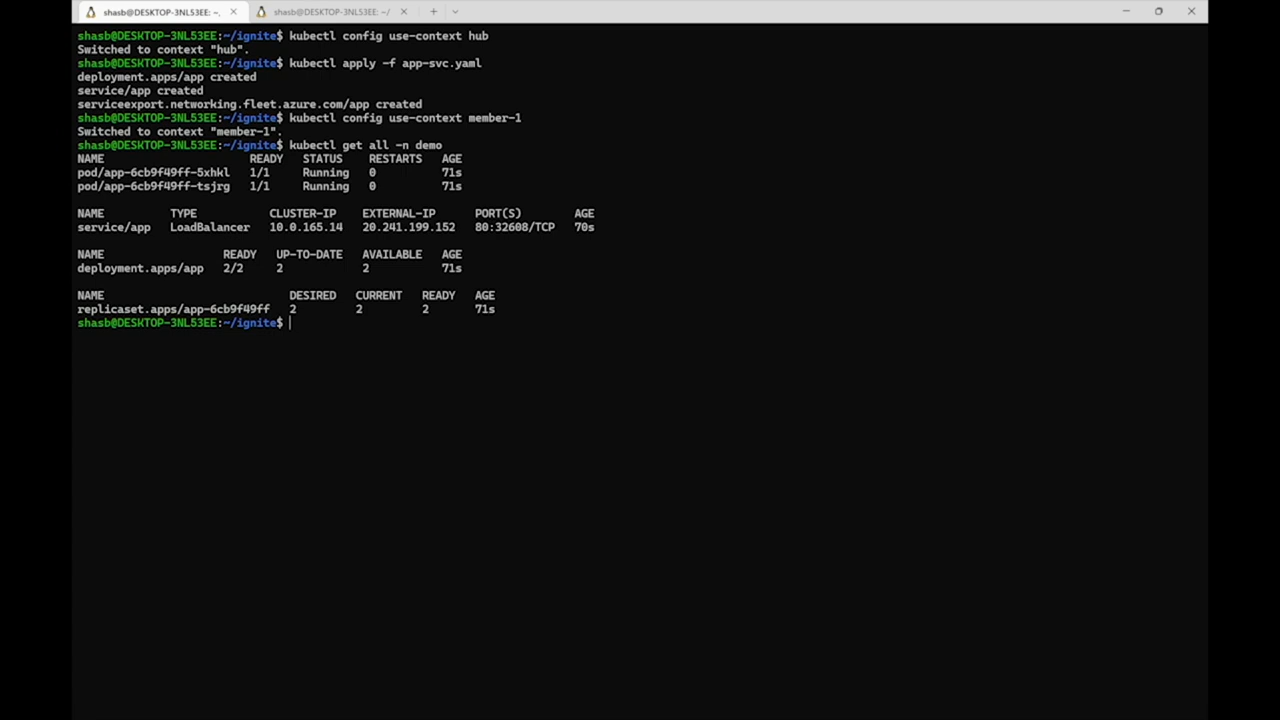 shasb@DESKTOP-3NL53EE: ~, shasb@DESKTOP-3NL53EE: ~/
shasb@DESKTOP-3NL53EE:~/ignite$ kubectl config use-context hub
Switched to context "hub".
shasb@DESKTOP-3NL53EE:~/ignite$ kubectl apply -f app-svc.yaml
deployment.apps/app created
service/app created
serviceexport.networking.fleet.azure.com/app created
shasb@DESKTOP-3NL53EE:~/ignite$ kubectl config use-context member-1
Switched to context "member-1".
shasb@DESKTOP-3NL53EE:~/ignite$ kubectl get all -n demo
NAME READY STATUS RESTARTS AGE
pod/app-6cb9f49ff-5xhkl 1/1 Running 0 71s
pod/app-6cb9f49ff-tsjrg 1/1 Running 0 71s
NAME TYPE CLUSTER-IP EXTERNAL-IP PORT(S) AGE
service/app LoadBalancer 10.0.165.14 20.241.199.152 80:32608/TCP 70s
NAME READY UP-TO-DATE AVAILABLE AGE
deployment.apps/app 2/2 2 2 71s
NAME DESIRED CURRENT READY AGE
replicaset.apps/app-6cb9f49ff 2 2 2 71s
shasb@DESKTOP-3NL53EE:~/ignite$